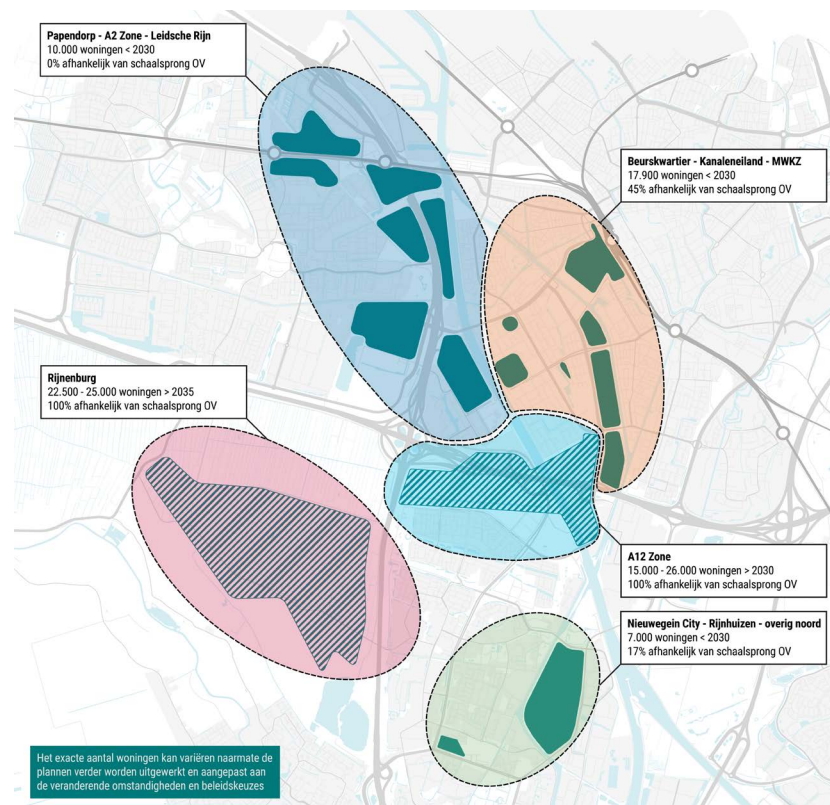 Papendorp - A2 Zone - Leidsche Rijn
10.000 woningen < 2030
0% afhankelijk van schaalsprong OV
Beurskwartier - Kanaleneiland - MWKZ
17.900 woningen < 2030
45% afhankelijk van schaalsprong OV
Rijnenburg
22.500 - 25.000 woningen > 2035
100% afhankelijk van schaalsprong OV
A12 Zone
15.000 - 26.000 woningen > 2030
100% afhankelijk van schaalsprong OV
Nieuwegein City - Rijnhuizen - overig noord
7.000 woningen < 2030
17% afhankelijk van schaalsprong OV
Het exacte aantal woningen kan variëren naarmate de
plannen verder worden uitgewerkt en aangepast aan
de veranderende omstandigheden en beleidskeuzes